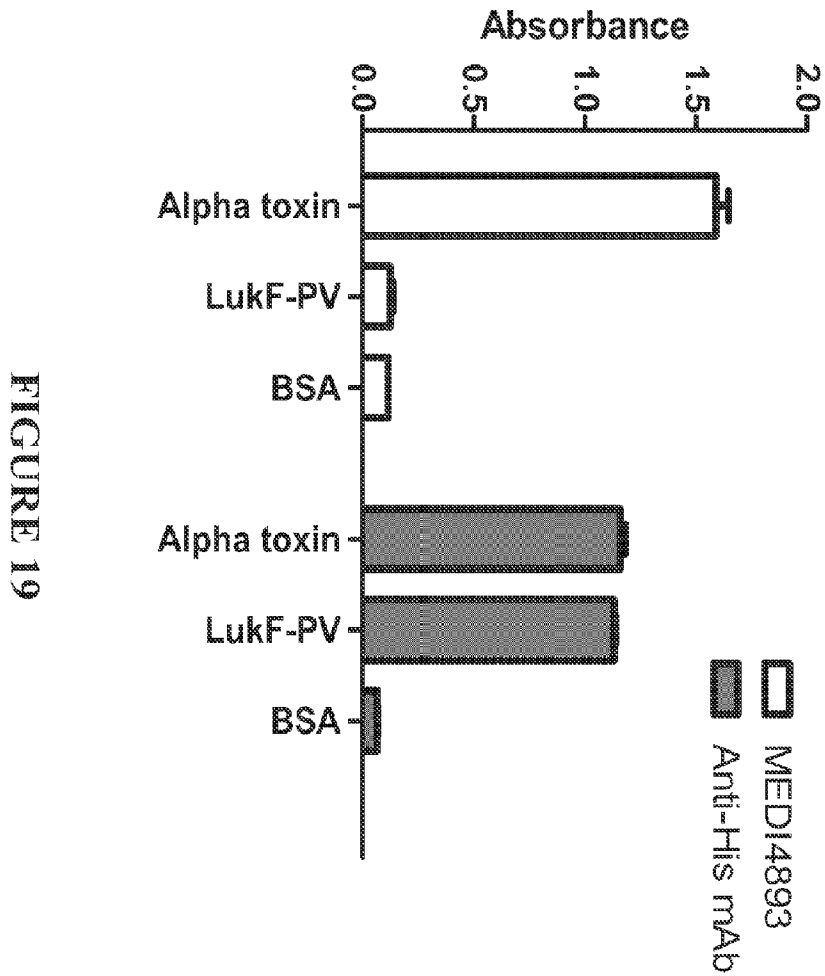 Absorbance
2.0
1.5
1.0
0.5
0.0
Alpha toxin
LukF-PV
BSA
Alpha toxin
LukF-PV
BSA
MEDI4893
Anti-His mAb
FIGURE 19